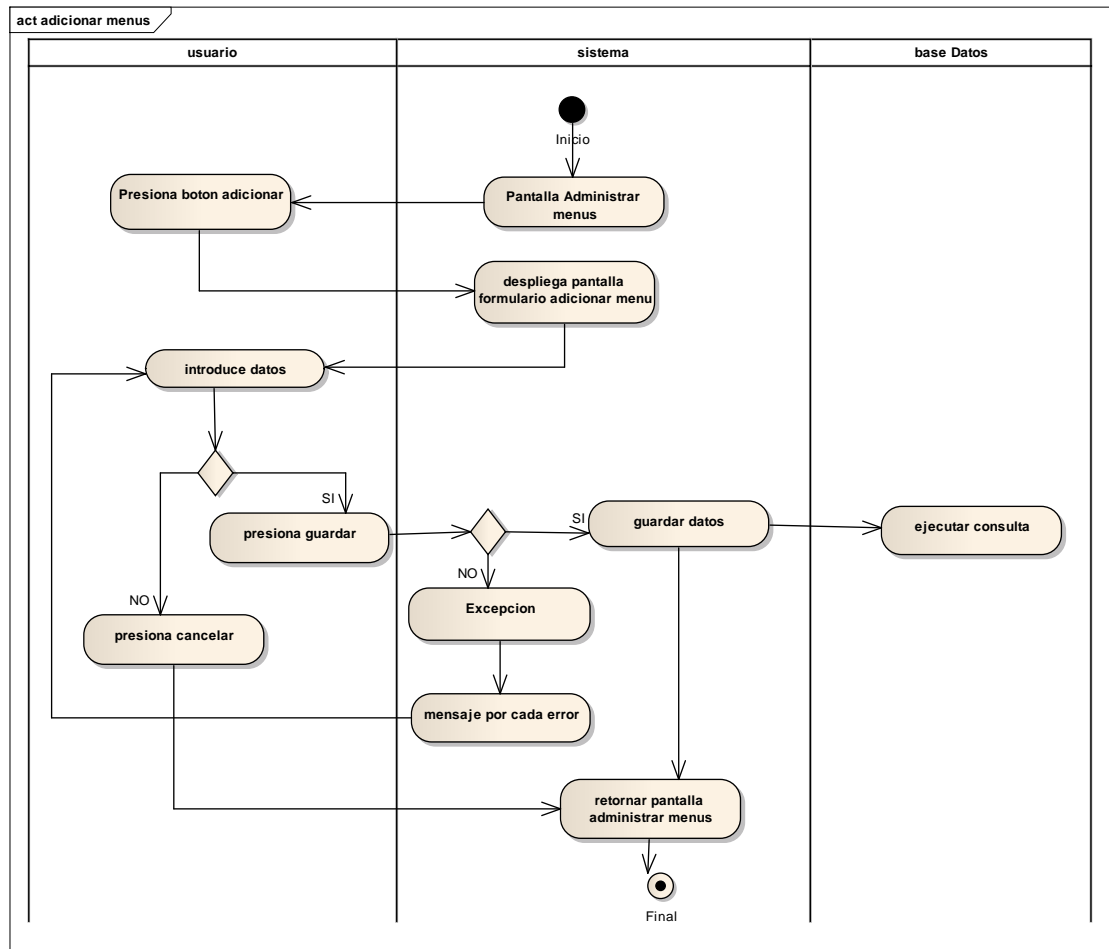 act adicionar menus
usuario
sistema
base Datos
Inicio
Presiona boton adicionar
Pantalla Administrar
menus
despliega pantalla
formulario adicionar menu
introduce datos
SI
presiona guardar
SI
guardar datos
ejecutar consulta
NO
Excepcion
NO
presiona cancelar
mensaje por cada error
retornar pantalla
administrar menus
Final